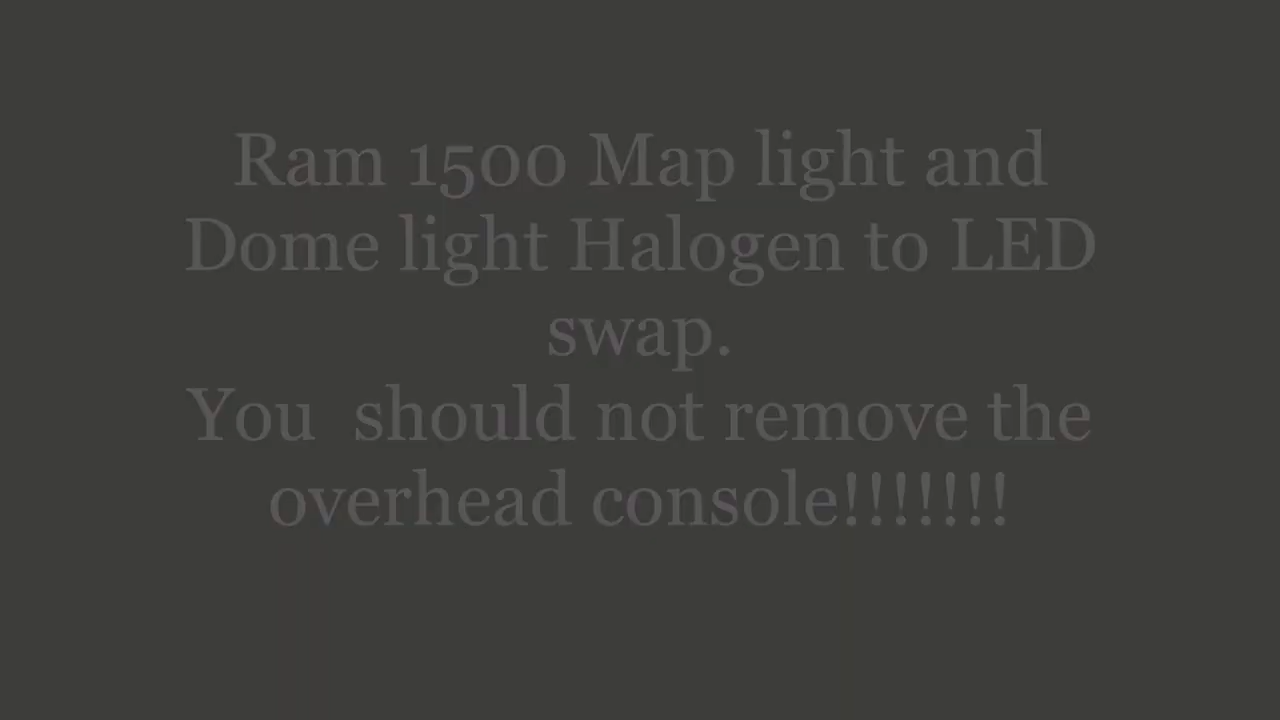 Ram 1500 Map light and
Dome light Halogen to LED
swap.
You  should not remove the
overhead console!!!!!!!